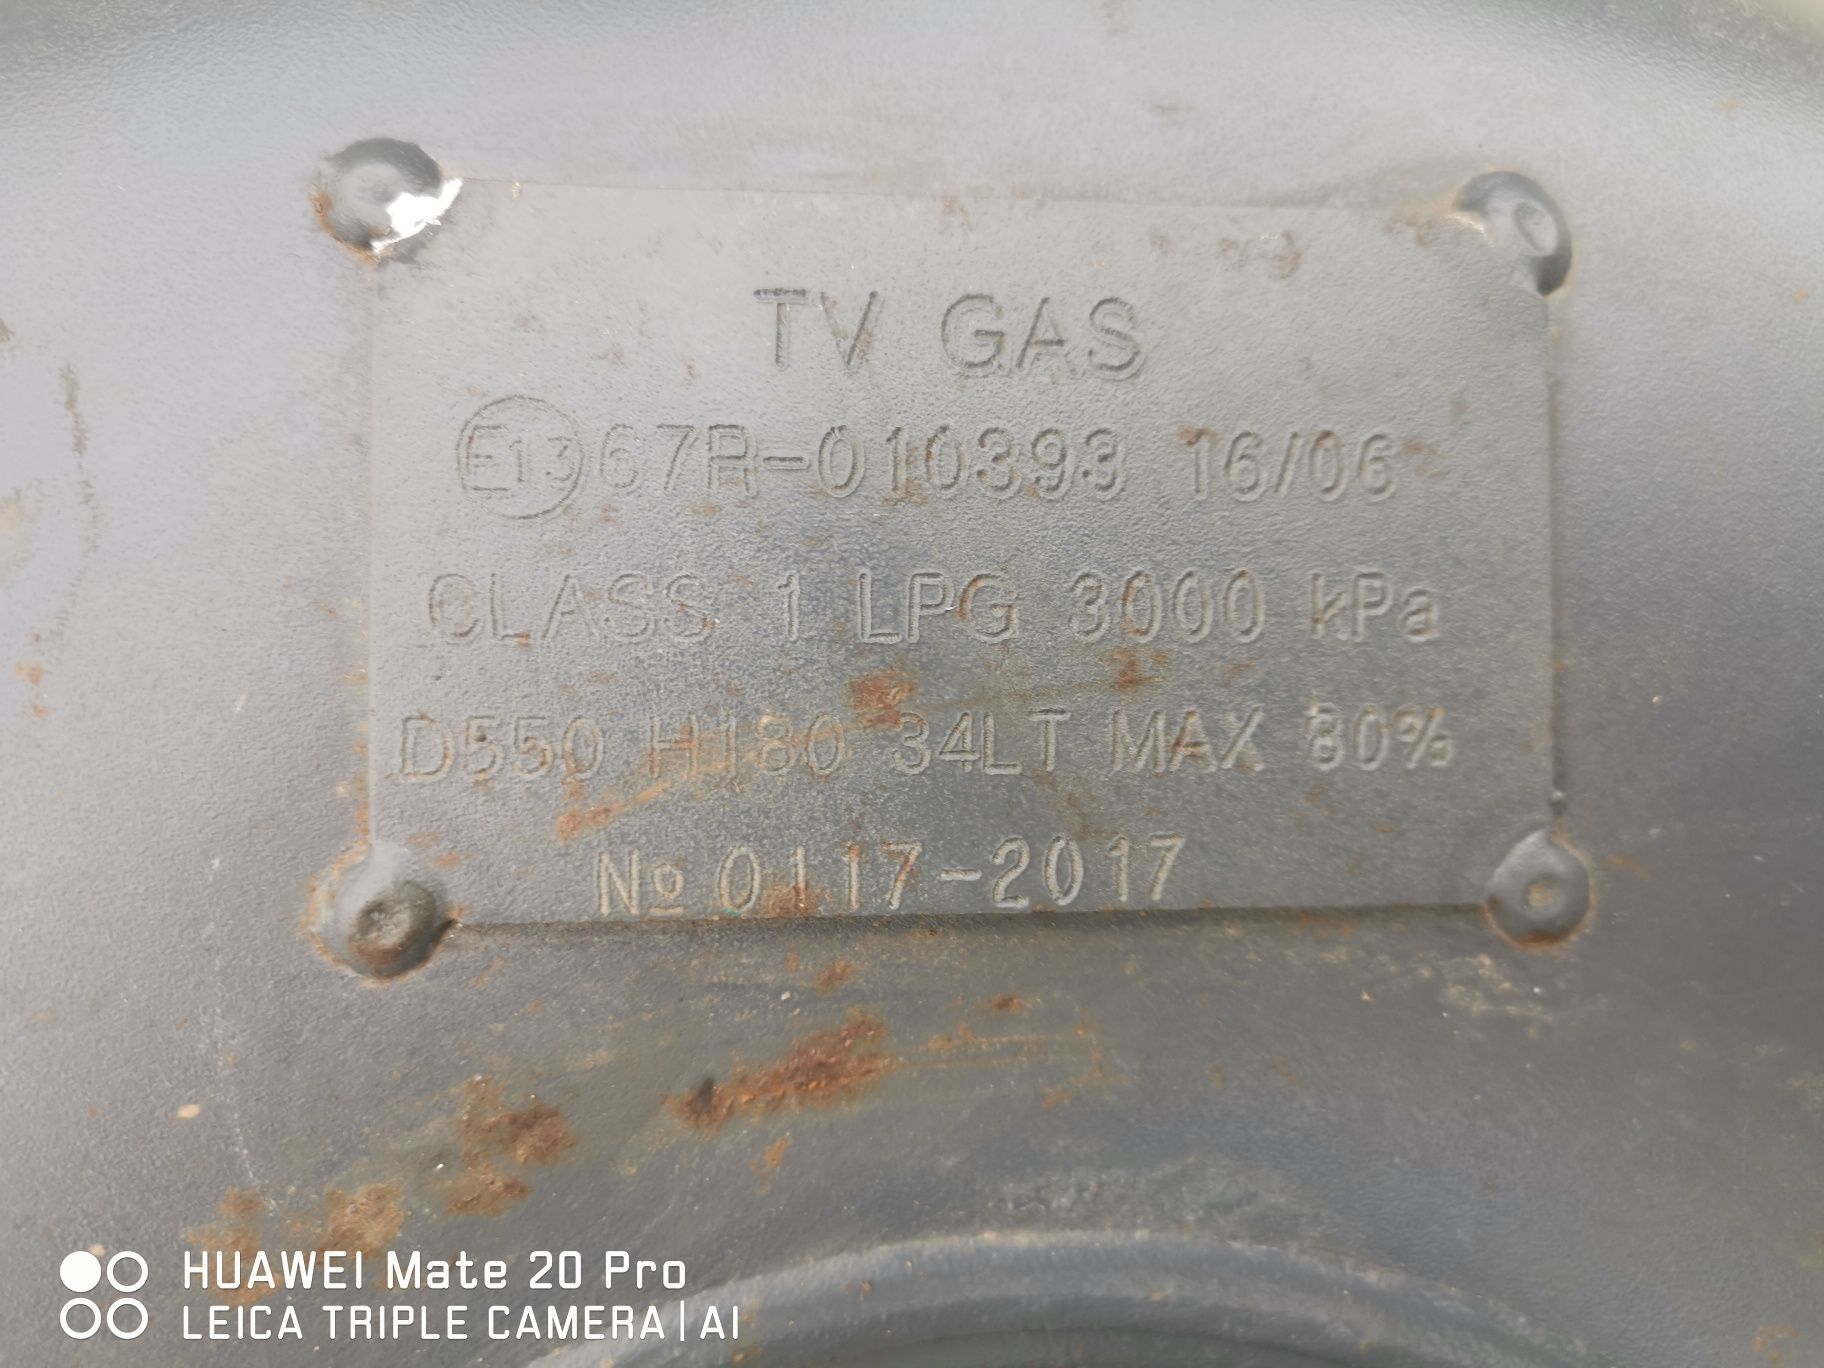 TV GAS
E13 67R-010393 16/06
CLASS 1 LPG 3000 kPa
D550 H180 34LT MAX 80%
No 0117-2017
HUAWEI Mate 20 Pro
LEICA TRIPLE CAMERA|AI